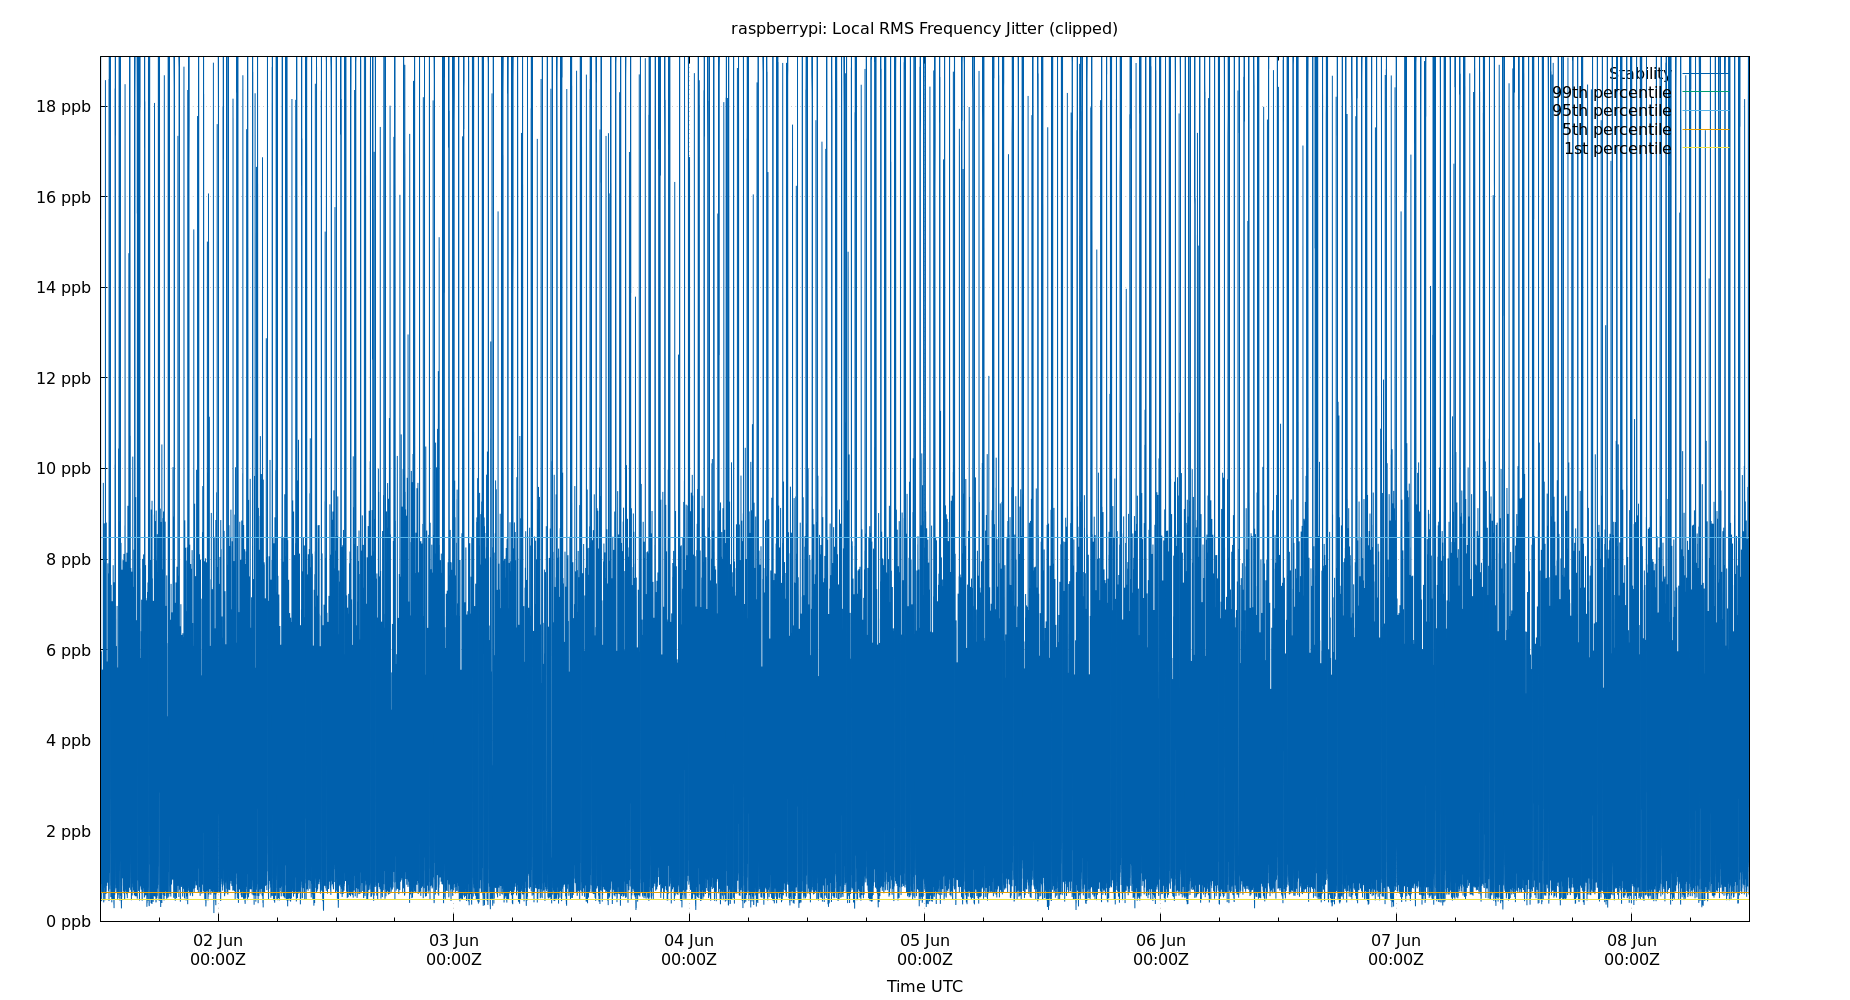 raspberrypi: Local RMS Frequency Jitter (clipped)
Stability
99th percentile
95th percentile
5th percentile
1st percentile
18 ppb
16 ppb
14 ppb
12 ppb
10 ppb
8 ppb
6 ppb
4 ppb
2 ppb
0 ppb
02 Jun 03 Jun 04 Jun 05 Jun 06 Jun 07 Jun 08 Jun
00:00Z 00:00Z 00:00Z 00:00Z 00:00Z 00:00Z 00:00Z
Time UTC